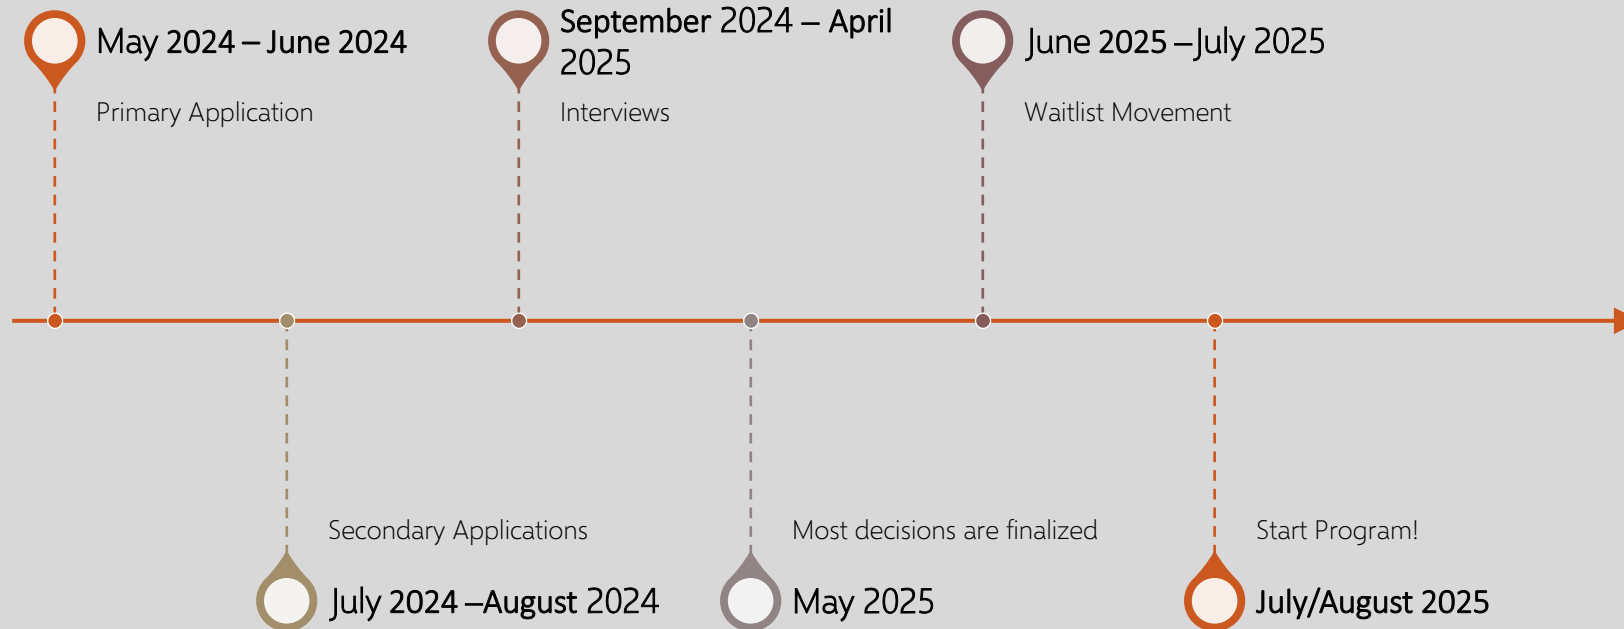 May 2024 – June 2024
Primary Application
September 2024 – April
2025
Interviews
June 2025 –July 2025
Waitlist Movement
Secondary Applications
July 2024 –August 2024
Most decisions are finalized
May 2025
Start Program!
July/August 2025